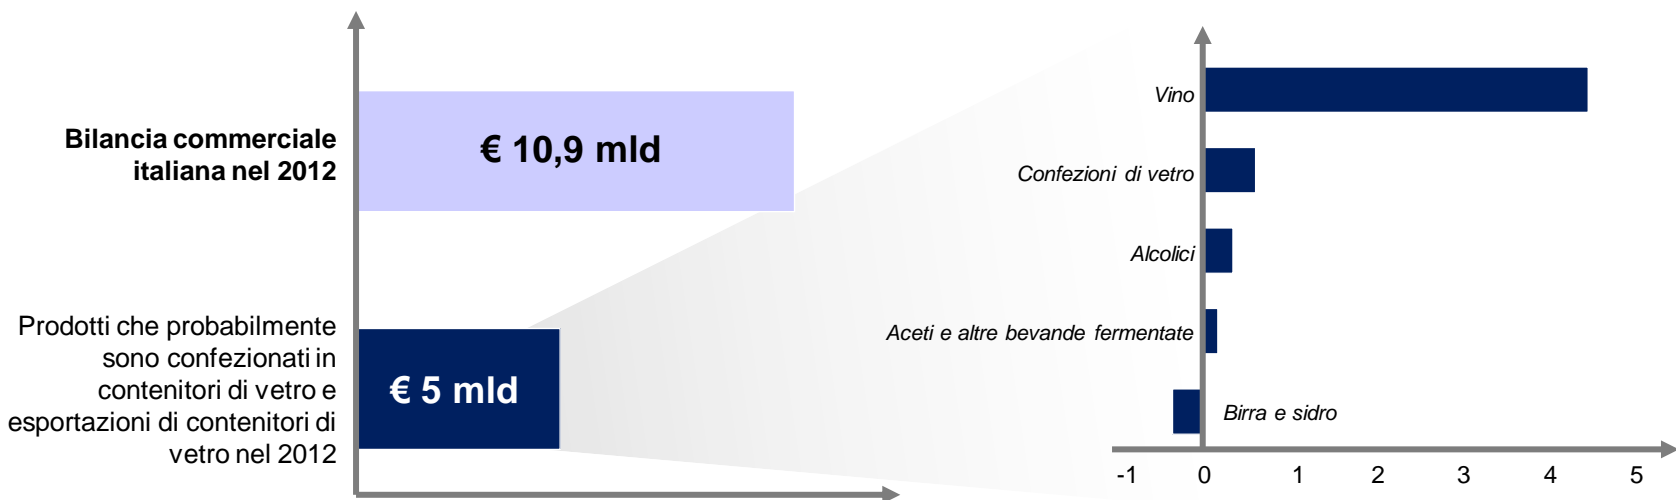 Bilancia commerciale
italiana nel 2012
€ 10,9 mld
Prodotti che probabilmente
sono confezionati in
contenitori di vetro e
esportazioni di contenitori di
vetro nel 2012
€ 5 mld
Vino
Confezioni di vetro
Alcolici
Aceti e altre bevande fermentate
Birra e sidro
-1 0 1 2 3 4 5